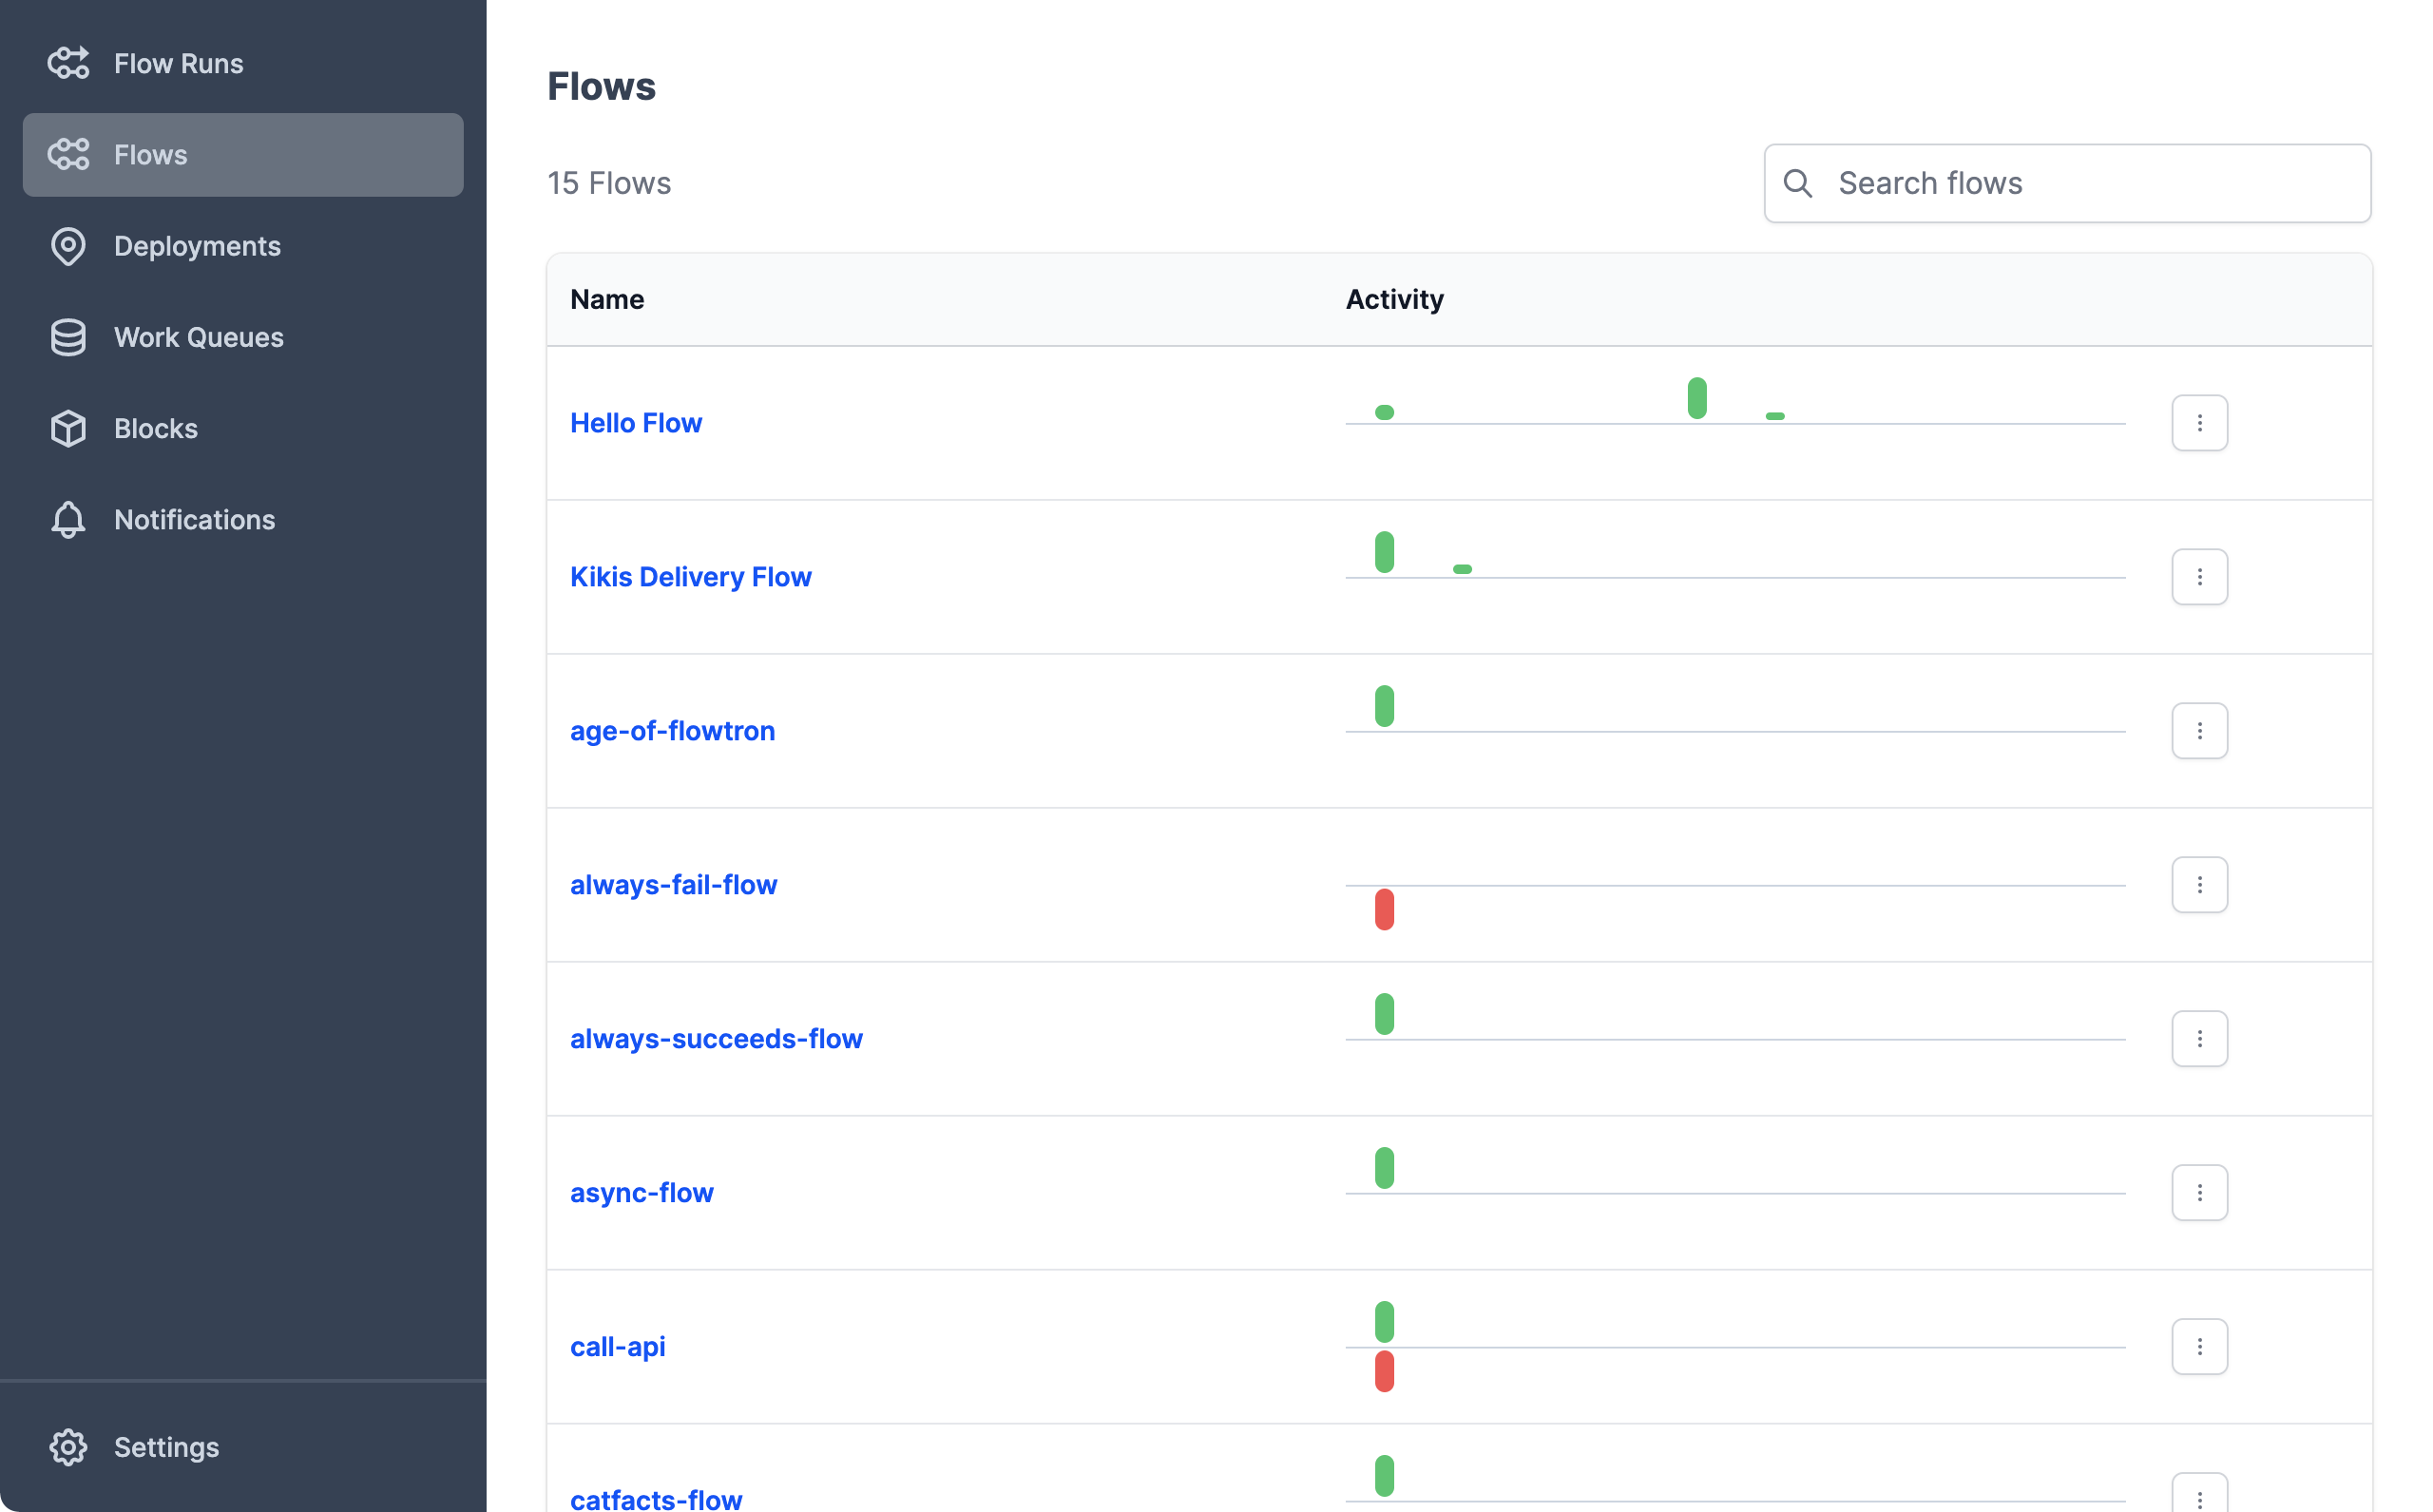 Flow Runs
Flows
Deployments
Work Queues
Blocks
Notifications
Settings
Flows
15 Flows
Search flows
Name Activity
Hello Flow
Kikis Delivery Flow
age-of-flowtron
always-fail-flow
always-succeeds-flow
async-flow
call-api
catfacts-flow